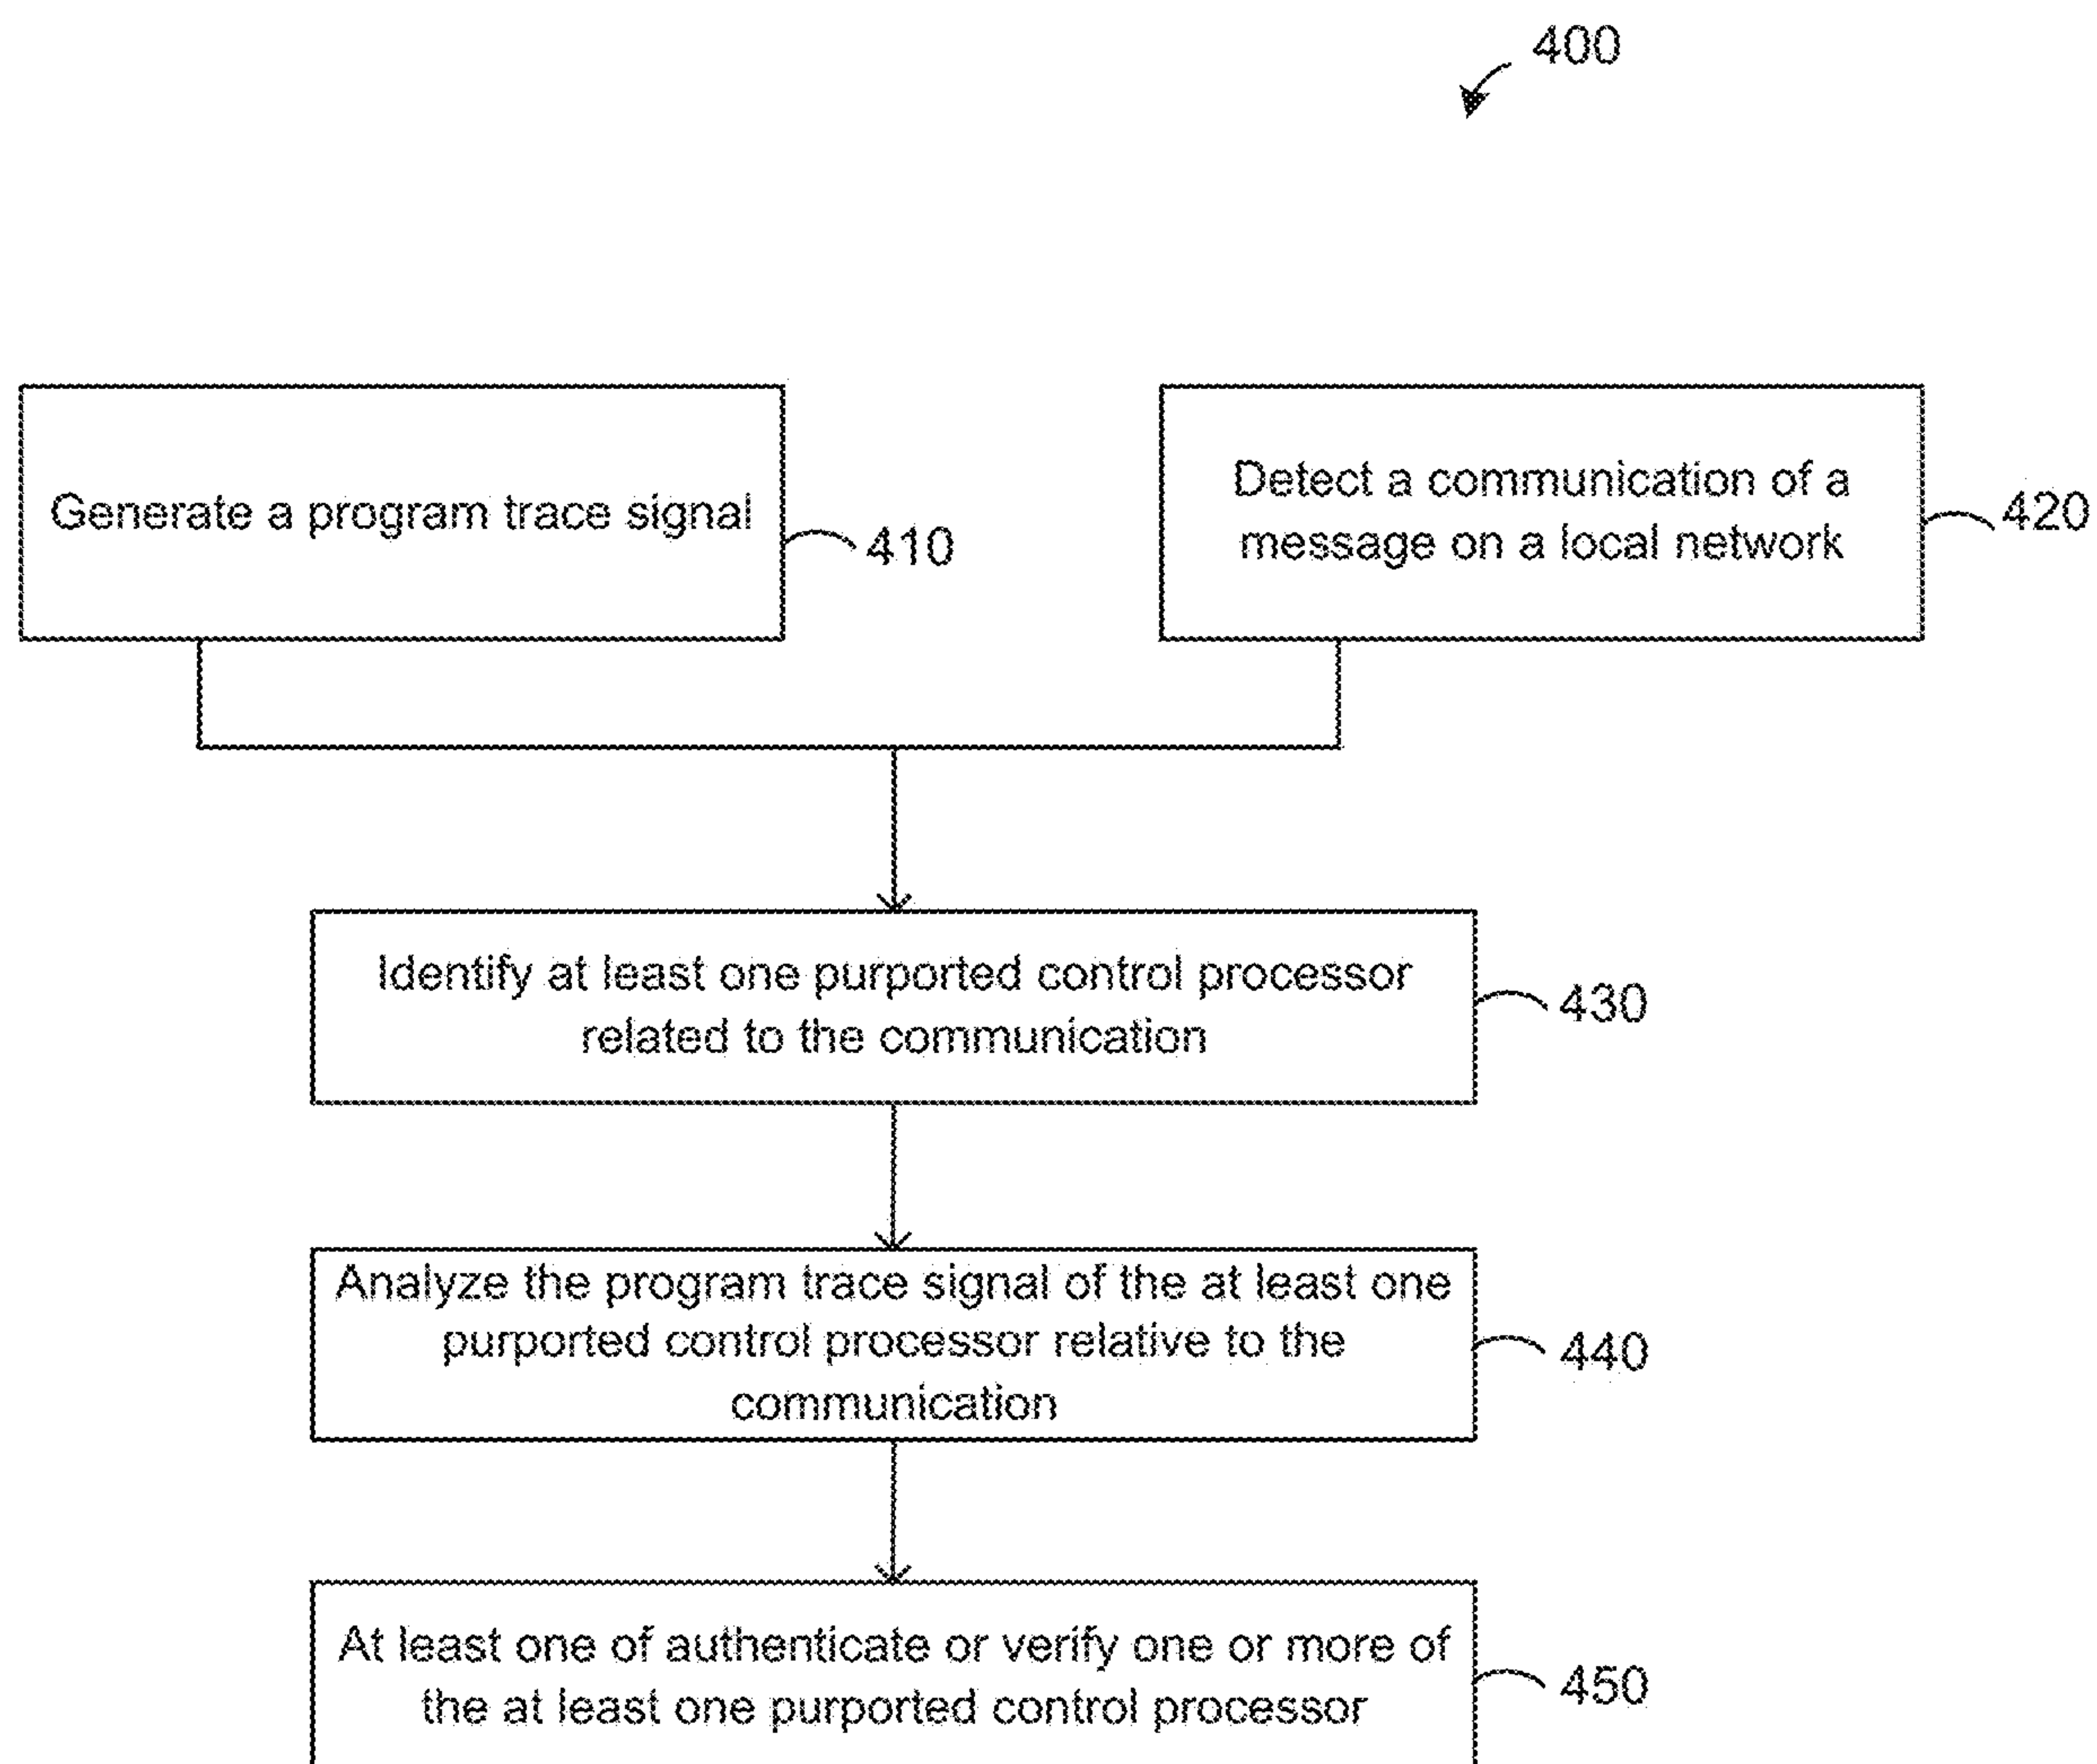 400
Generate a program trace signal
410
Detect a communication of a
message on a local network
420
Identify at least one purported control processor
related to the communication
430
Analyze the program trace signal of the at least one
purported control processor relative to the
communication
440
At least one of authenticate or verify one or more of
the at least one purported control processor
450